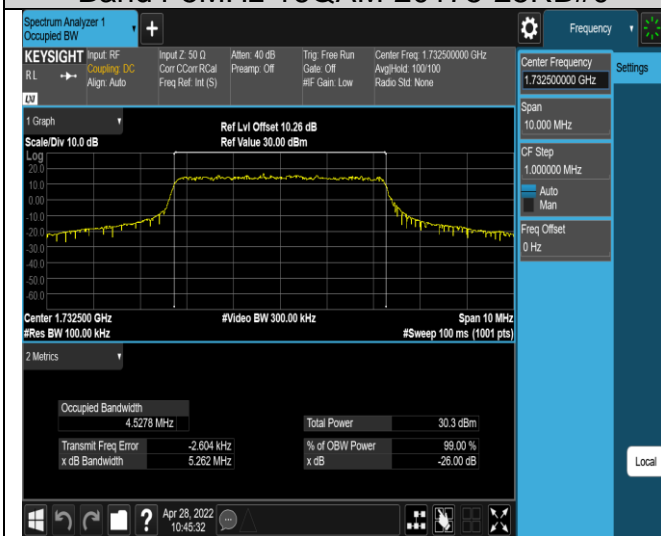 Spectrum Analyzer 1
Occupied BW
Frequency
KEYSIGHT
R L
LXI
Input: RF
Coupling: DC
Align: Auto
Input Z: 50 Ω
Corr CCorr RCal
Freq Ref: Int (S)
Atten: 40 dB
Preamp: Off
Trig: Free Run
Gate: Off
#IF Gain: Low
Center Freq: 1.732500000 GHz
Avg|Hold: 100/100
Radio Std: None
Center Frequency
1.732500000 GHz
Settings
Span
10.000 MHz
CF Step
1.000000 MHz
Auto
Man
Freq Offset
0 Hz
Local
1 Graph
Scale/Div 10.0 dB
Ref Lvl Offset 10.26 dB
Ref Value 30.00 dBm
Log
20.0
10.0
0.00
-10.0
-20.0
-30.0
-40.0
-50.0
-60.0
Center 1.732500 GHz
#Video BW 300.00 kHz
Span 10 MHz
#Res BW 100.00 kHz
#Sweep 100 ms (1001 pts)
2 Metrics
Occupied Bandwidth
4.5278 MHz
Total Power 30.3 dBm
Transmit Freq Error -2.604 kHz
% of OBW Power 99.00 %
x dB Bandwidth 5.262 MHz
x dB -26.00 dB
Apr 28, 2022
10:45:32